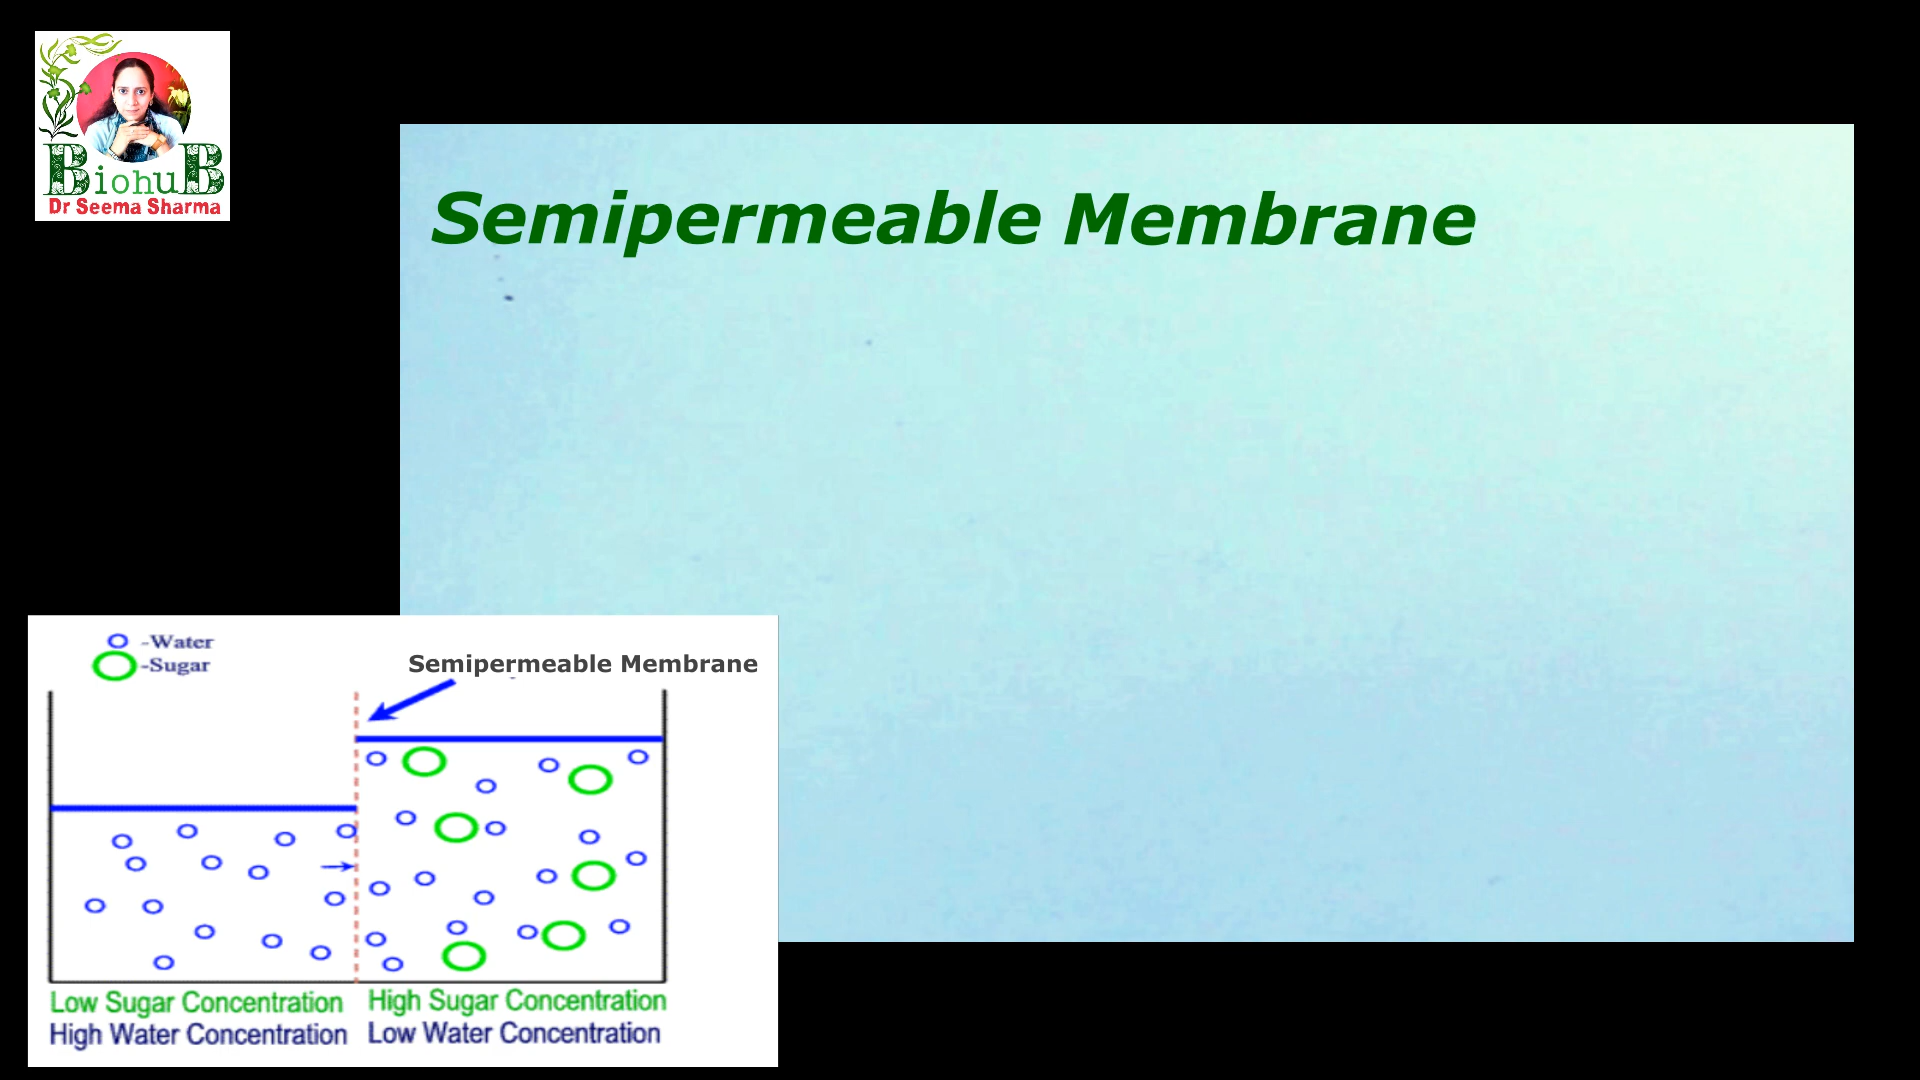 BiohuB
Dr Seema Sharma
Semipermeable Membrane
-Water
-Sugar
Semipermeable Membrane
Low Sugar Concentration
High Water Concentration
High Sugar Concentration
Low Water Concentration